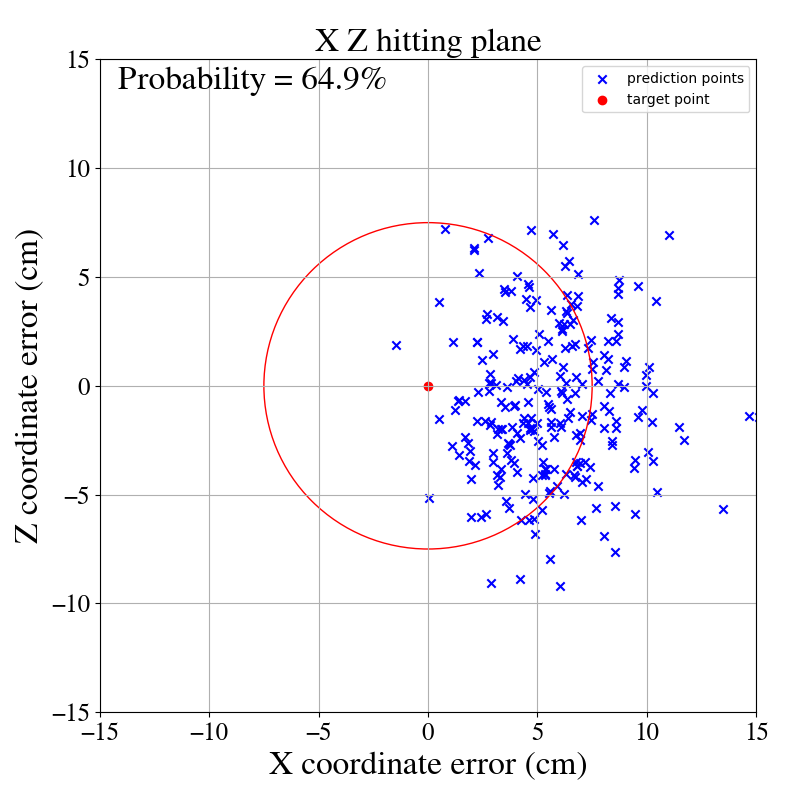 X Z hitting plane
Probability = 64.9%
prediction points
target point
Z coordinate error (cm)
15
10
5
0
−5
−10
−15
−15
−10
−5
0
5
10
15
X coordinate error (cm)